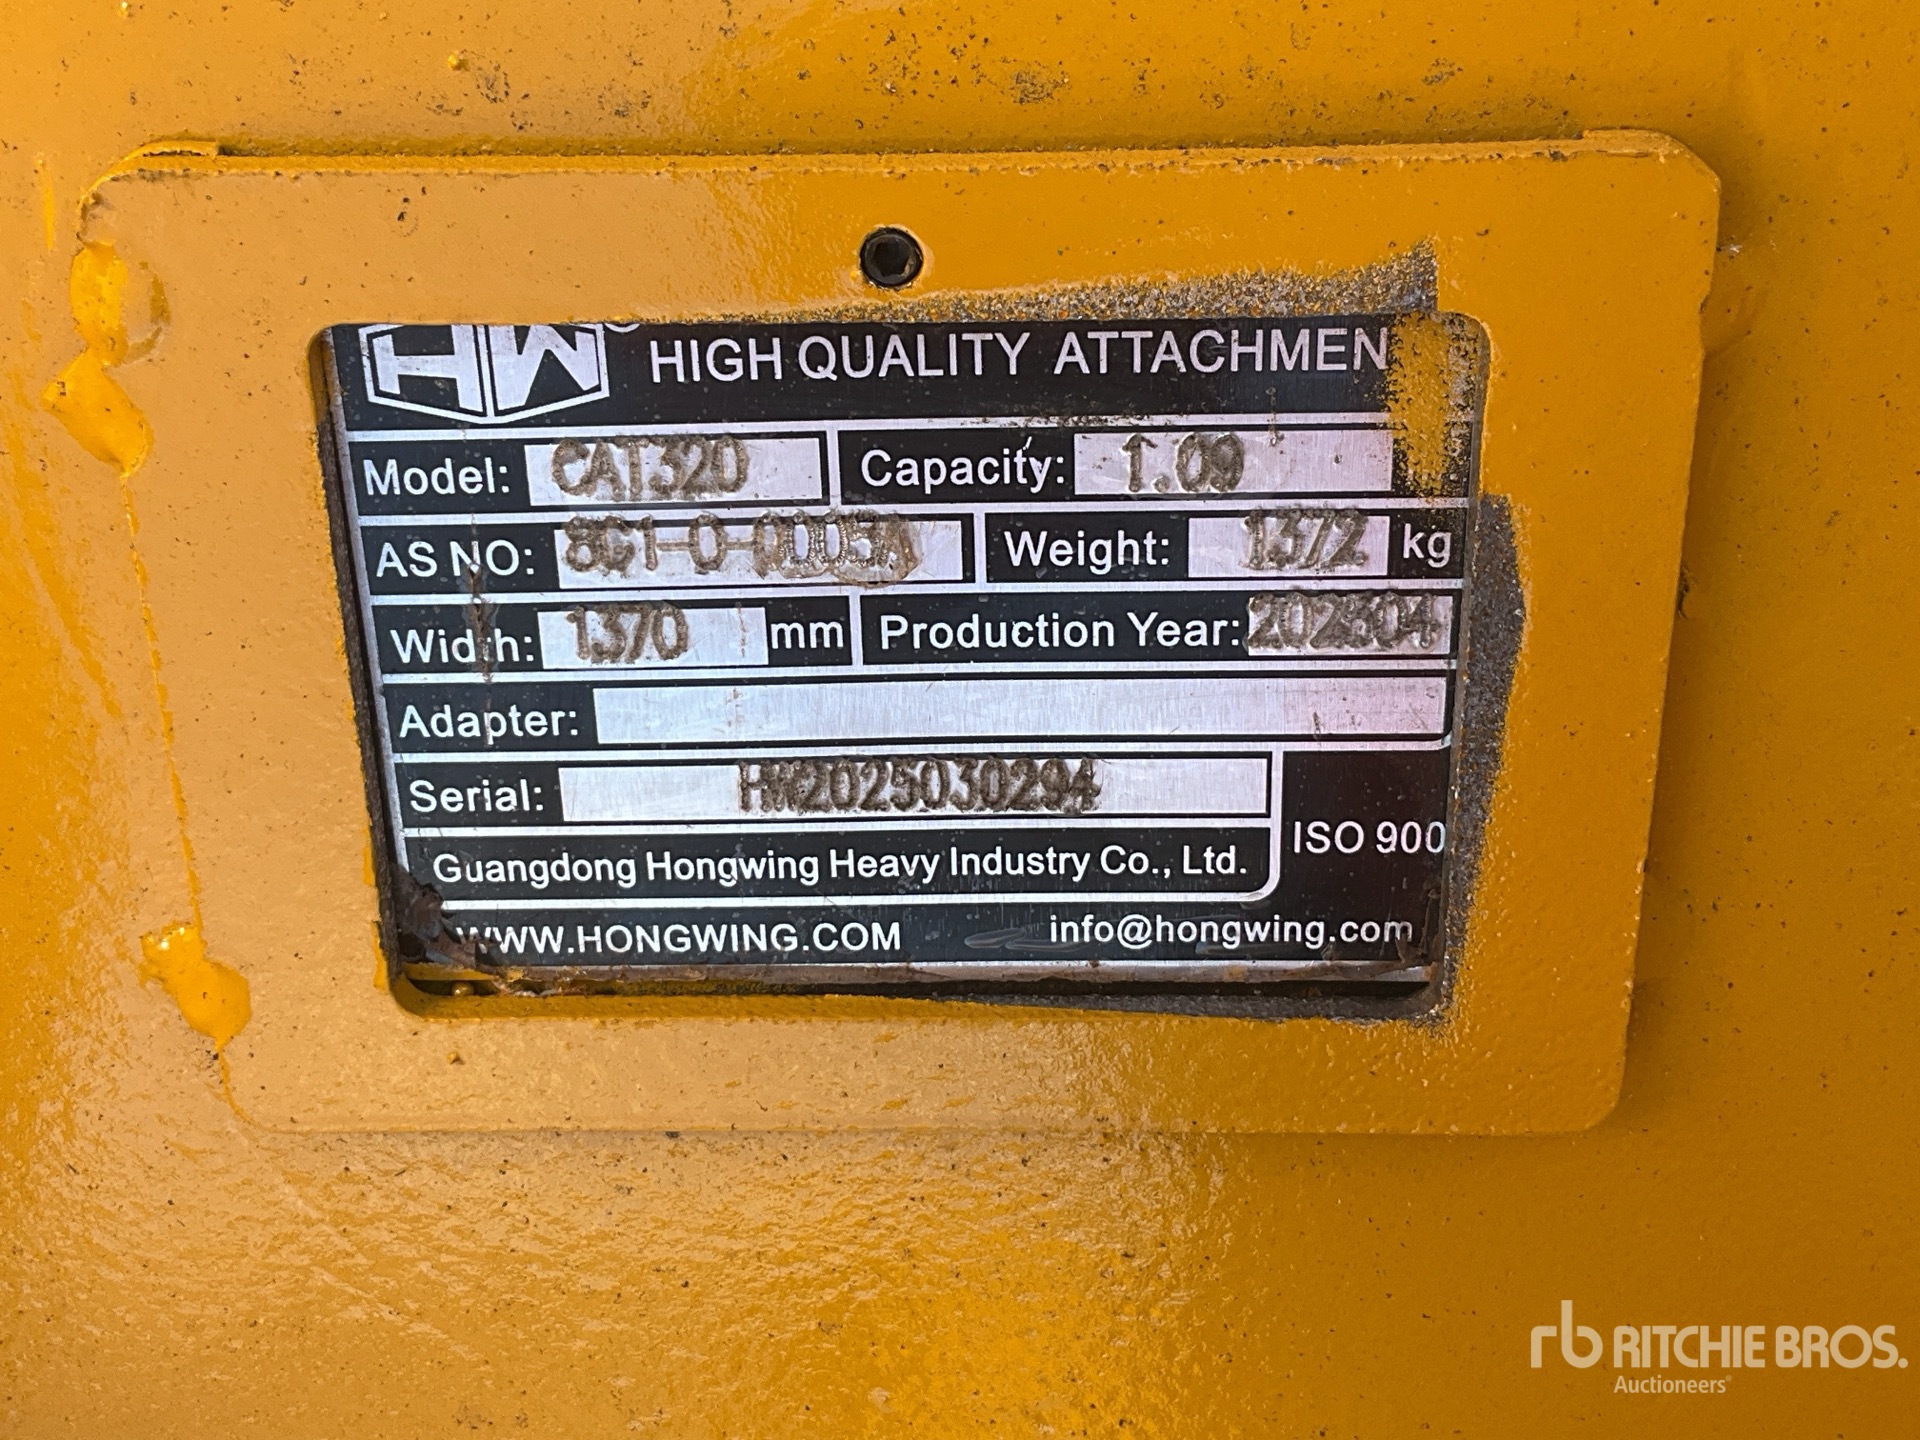 HW
HIGH QUALITY ATTACHMEN
Model: CAT320 Capacity: 1.09
AS NO: Weight: 1372 kg
Width: 1370 mm Production Year:
Adapter:
Serial: HW2025030294
Guangdong Hongwing Heavy Industry Co., Ltd.
ISO 900
WWW.HONGWING.COM info@hongwing.com
rb RITCHIE BROS.
Auctioneers